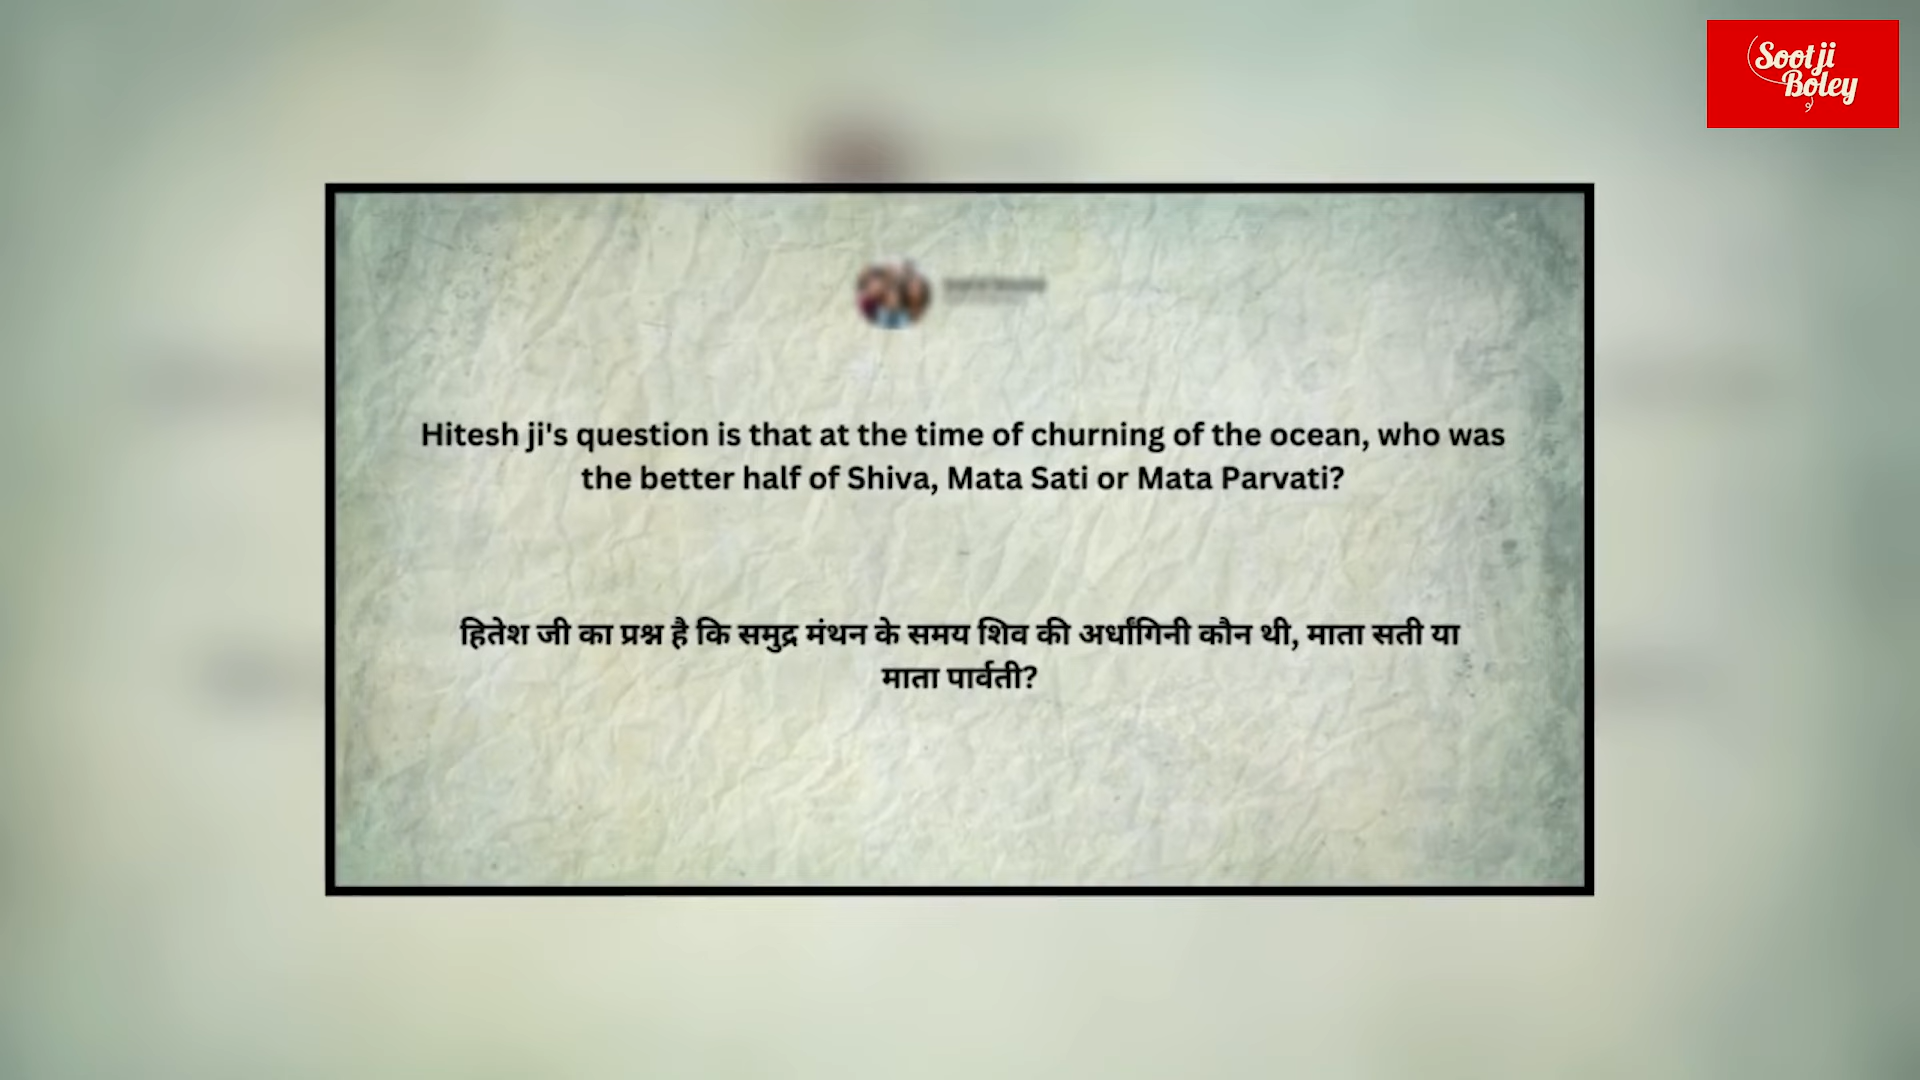 Sootji
Boley
Hitesh ji's question is that at the time of churning of the ocean, who was
the better half of Shiva, Mata Sati or Mata Parvati?
हितेश जी का प्रश्न है कि समुद्र मंथन के समय शिव की अर्धांगिनी कौन थी, माता सती या
माता पार्वती?